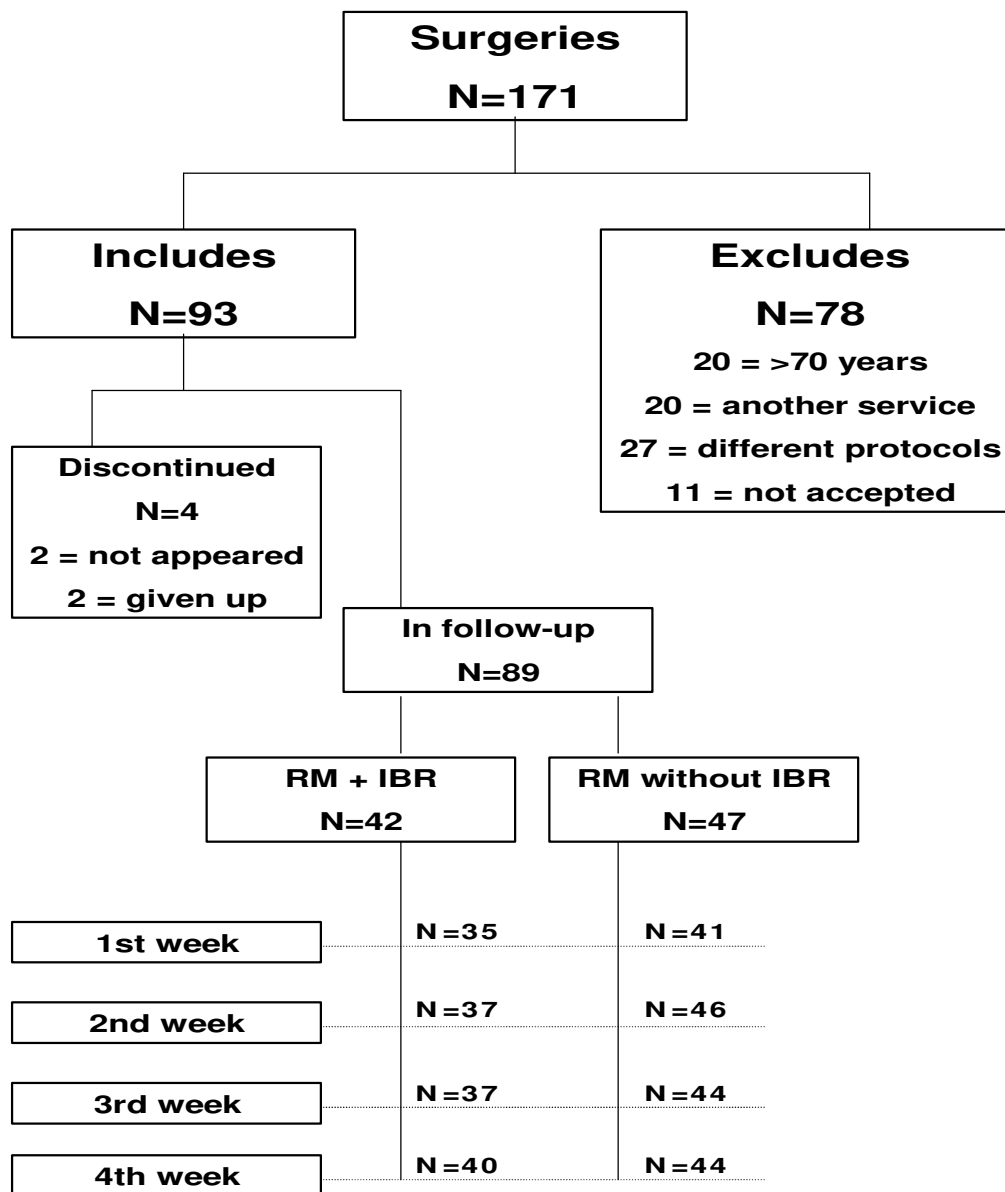 Surgeries
N=171
Includes
N=93
Excludes
N=78
20 = >70 years
20 = another service
27 = different protocols
11 = not accepted
Discontinued
N=4
2 = not appeared
2 = given up
In follow-up
N=89
RM + IBR
N=42
RM without IBR
N=47
1st week
N=35
N=41
2nd week
N=37
N=46
3rd week
N=37
N=44
4th week
N=40
N=44